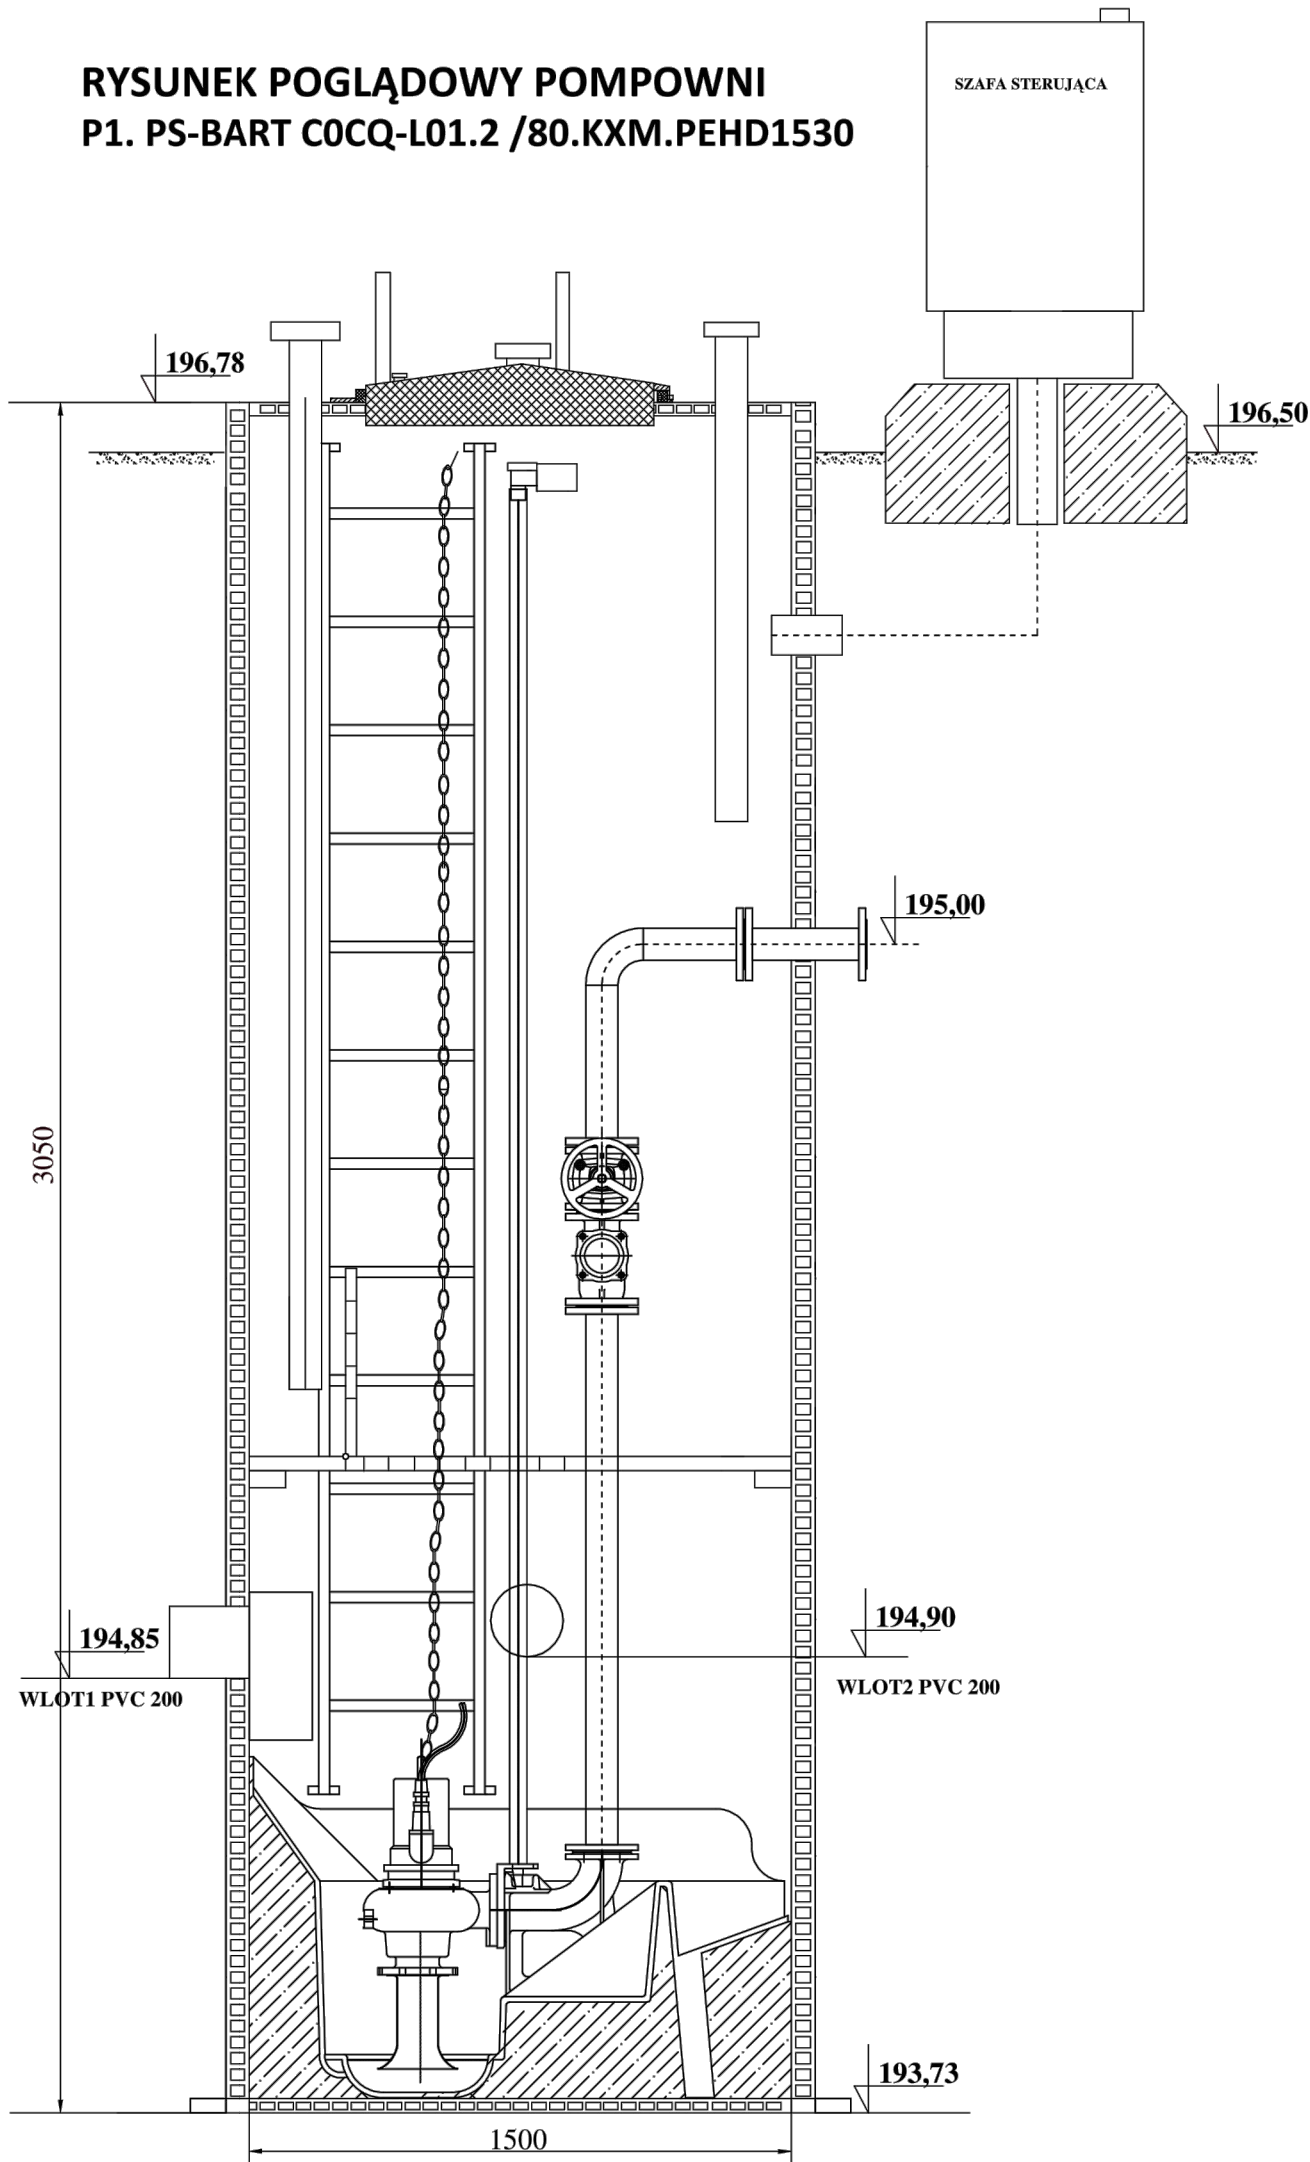 RYSUNEK POGLĄDOWY POMPOWNI
P1. PS-BART C0CQ-L01.2 /80.KXM.PEHD1530
SZAFA STERUJĄCA
196,78
196,50
195,00
3050
194,85
WLOT1 PVC 200
194,90
WLOT2 PVC 200
193,73
1500